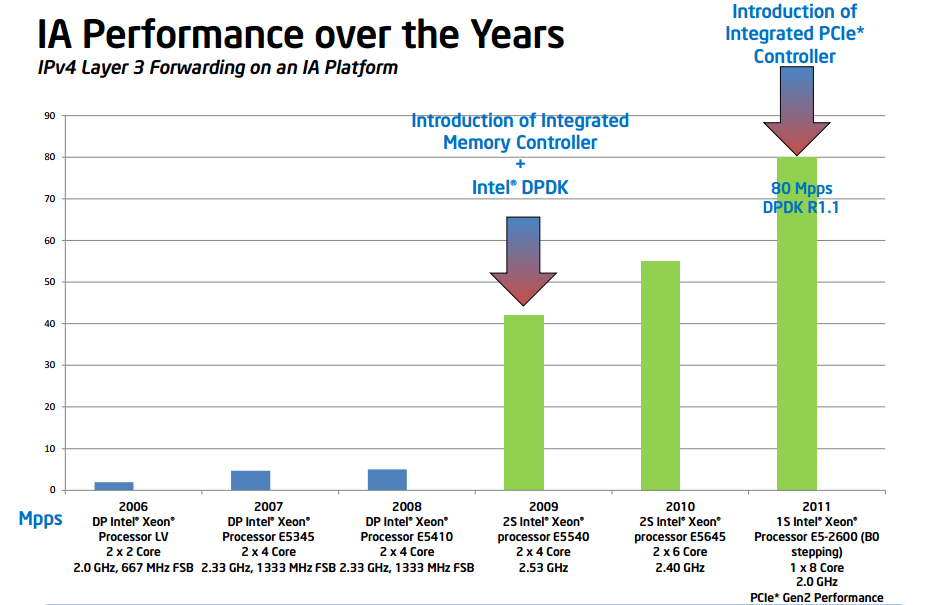 IA Performance over the Years
IPv4 Layer 3 Forwarding on an IA Platform
Introduction of
Integrated PCIe*
Controller
Introduction of Integrated
Memory Controller
+
Intel® DPDK
80 Mpps
DPDK R1.1
90
80
70
60
50
40
30
20
10
0
Mpps
2006
DP Intel® Xeon®
Processor LV
2 x 2 Core
2.0 GHz, 667 MHz FSB
2007
DP Intel® Xeon®
Processor E5345
2 x 4 Core
2.33 GHz, 1333 MHz FSB
2008
DP Intel® Xeon®
Processor E5410
2 x 4 Core
2.33 GHz, 1333 MHz FSB
2009
2S Intel® Xeon®
processor E5540
2 x 4 Core
2.53 GHz
2010
2S Intel® Xeon®
processor E5645
2 x 6 Core
2.40 GHz
2011
1S Intel® Xeon®
Processor E5-2600 (B0
stepping)
1 x 8 Core
2.0 GHz
PCIe* Gen2 Performance